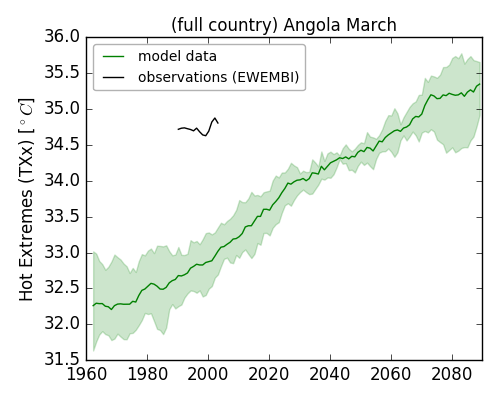 (full country) Angola March
36.0
35.5
35.0
34.5
34.0
33.5
33.0
32.5
32.0
31.5
Hot Extremes (TXx) [°C]
model data
observations (EWEMBI)
1960 1980 2000 2020 2040 2060 2080